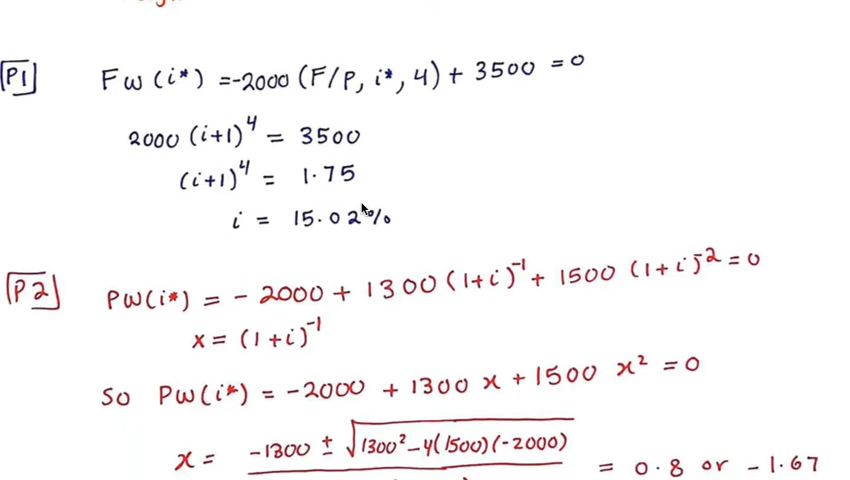 P1
FW(i*) = -2000 (F/P, i*, 4) + 3500 = 0
2000 (i+1)^4 = 3500
(i+1)^4 = 1.75
i = 15.02%
P2
PW(i*) = - 2000 + 1300 (1+i)^-1 + 1500 (1+i)^-2 = 0
x = (1+i)^-1
So PW(i*) = -2000 + 1300 x + 1500 x^2 = 0
x = -1300 ± √1300^2 - 4(1500)(-2000) = 0.8 or -1.67